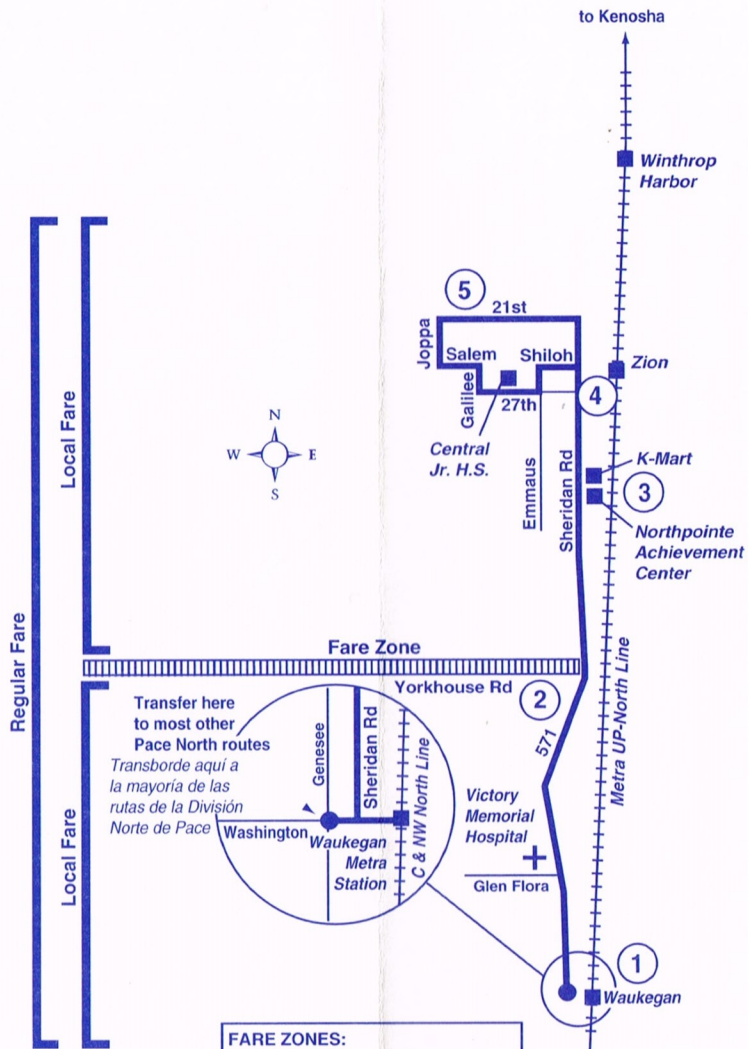 to Kenosha
Winthrop
Harbor
5
21st
Joppa
Salem
Shiloh
Zion
Galilee
27th
4
Central
Jr. H.S.
Emmaus
Sheridan Rd
K-Mart
3
Northpointe
Achievement
Center
N
W
E
S
Local Fare
Regular Fare
Fare Zone
Yorkhouse Rd
2
571
Metra UP-North Line
Transfer here
to most other
Pace North routes
Transborde aquí a
la mayoría de las
rutas de la División
Norte de Pace
Genesee
Sheridan Rd
C & NW North Line
Washington
Waukegan
Metra
Station
Victory
Memorial
Hospital
Glen Flora
Local Fare
1
Waukegan
FARE ZONES: